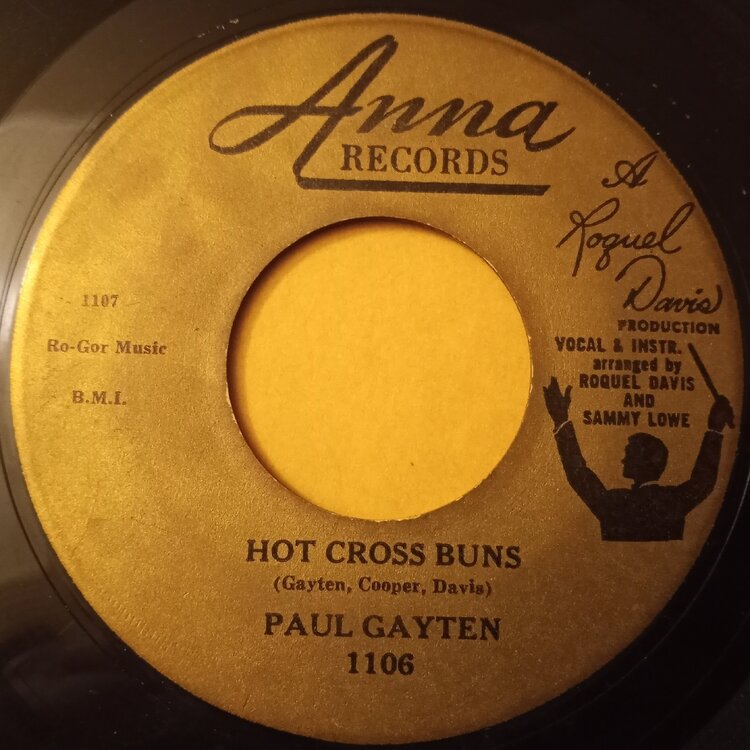 Anna
RECORDS
A
Roquel
Davis
PRODUCTION
VOCAL & INSTR.
arranged by
ROQUEL DAVIS
AND
SAMMY LOWE
1107
Ro-Gor Music
B.M.I.
HOT CROSS BUNS
(Gayten, Cooper, Davis)
PAUL GAYTEN
1106